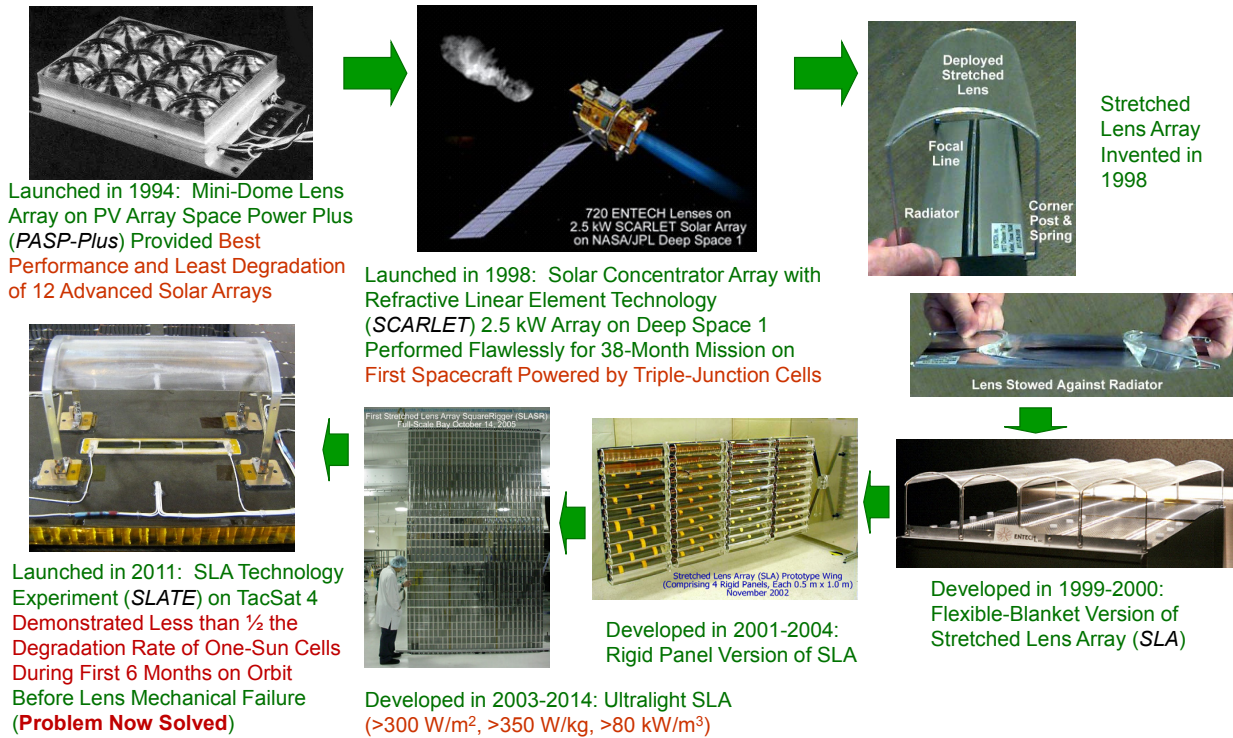 Launched in 1994: Mini-Dome Lens
Array on PV Array Space Power Plus
(PASP-Plus) Provided Best
Performance and Least Degradation
of 12 Advanced Solar Arrays
720 ENTECH Lenses on
2.5 kW SCARLET Solar Array
on NASA/JPL Deep Space 1
Launched in 1998: Solar Concentrator Array with
Refractive Linear Element Technology
(SCARLET) 2.5 kW Array on Deep Space 1
Performed Flawlessly for 38-Month Mission on
First Spacecraft Powered by Triple-Junction Cells
Deployed
Stretched
Lens
Focal
Line
Radiator
Corner
Post &
Spring
Stretched
Lens Array
Invented in
1998
Lens Stowed Against Radiator
ENTECH
Developed in 1999-2000:
Flexible-Blanket Version of
Stretched Lens Array (SLA)
Stretched Lens Array (SLA) Prototype Wing
(Comprising 4 Rigid Panels, Each 0.5 m x 1.0 m)
November 2002
Developed in 2001-2004:
Rigid Panel Version of SLA
First Stretched Lens Array SquareRigger (SLASR)
Full-Scale Bay October 14, 2005
Developed in 2003-2014: Ultralight SLA
(>300 W/m², >350 W/kg, >80 kW/m³)
Launched in 2011: SLA Technology
Experiment (SLATE) on TacSat 4
Demonstrated Less than ½ the
Degradation Rate of One-Sun Cells
During First 6 Months on Orbit
Before Lens Mechanical Failure
(Problem Now Solved)